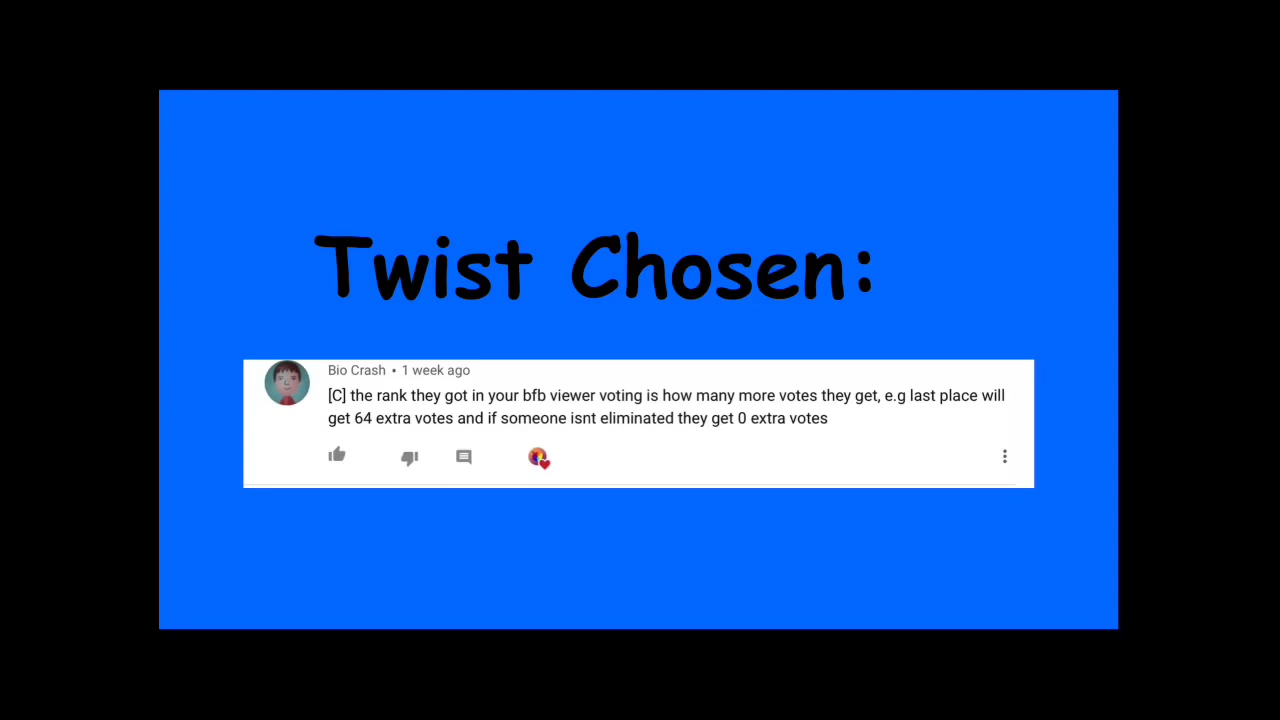 Twist Chosen:
Bio Crash • 1 week ago
[C] the rank they got in your bfb viewer voting is how many more votes they get, e.g last place will
get 64 extra votes and if someone isnt eliminated they get 0 extra votes